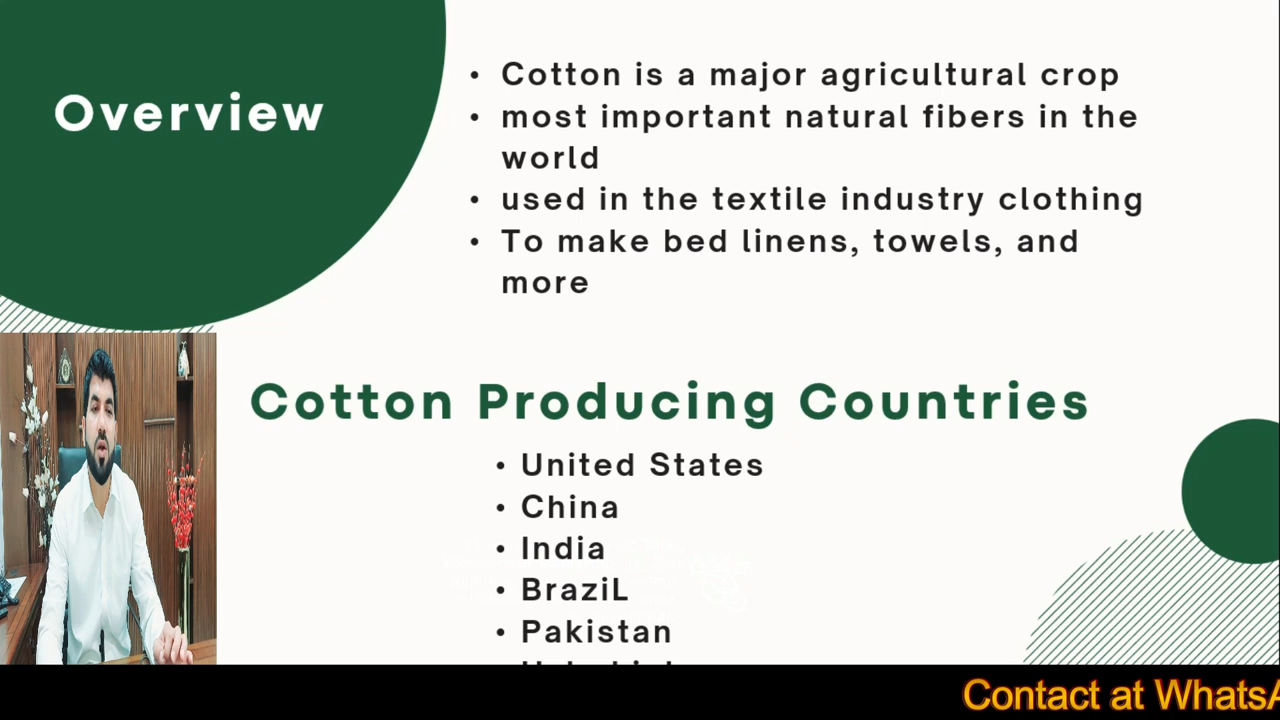 Overview
• Cotton is a major agricultural crop
• most important natural fibers in the
world
• used in the textile industry clothing
• To make bed linens, towels, and
more
Cotton Producing Countries
• United States
• China
• India
• BraziL
• Pakistan
Contact at Whats